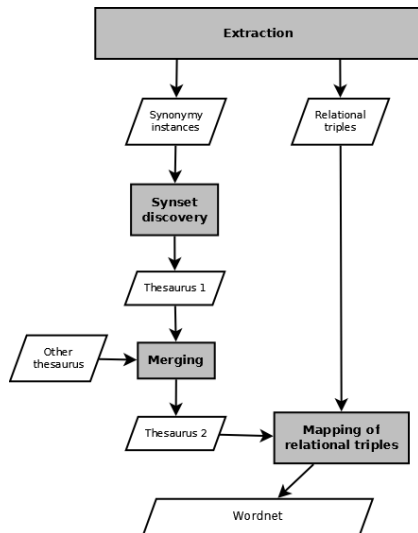 Extraction
Synonymy
instances
Relational
triples
Synset
discovery
Thesaurus 1
Other
thesaurus
Merging
Thesaurus 2
Mapping of
relational triples
Wordnet